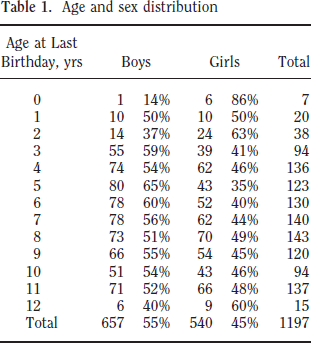 Table 1. Age and sex distribution
Age at Last
Birthday, yrs Boys Girls Total
0 1 14% 6 86% 7
1 10 50% 10 50% 20
2 14 37% 24 63% 38
3 55 59% 39 41% 94
4 74 54% 62 46% 136
5 80 65% 43 35% 123
6 78 60% 52 40% 130
7 78 56% 62 44% 140
8 73 51% 70 49% 143
9 66 55% 54 45% 120
10 51 54% 43 46% 94
11 71 52% 66 48% 137
12 6 40% 9 60% 15
Total 657 55% 540 45% 1197